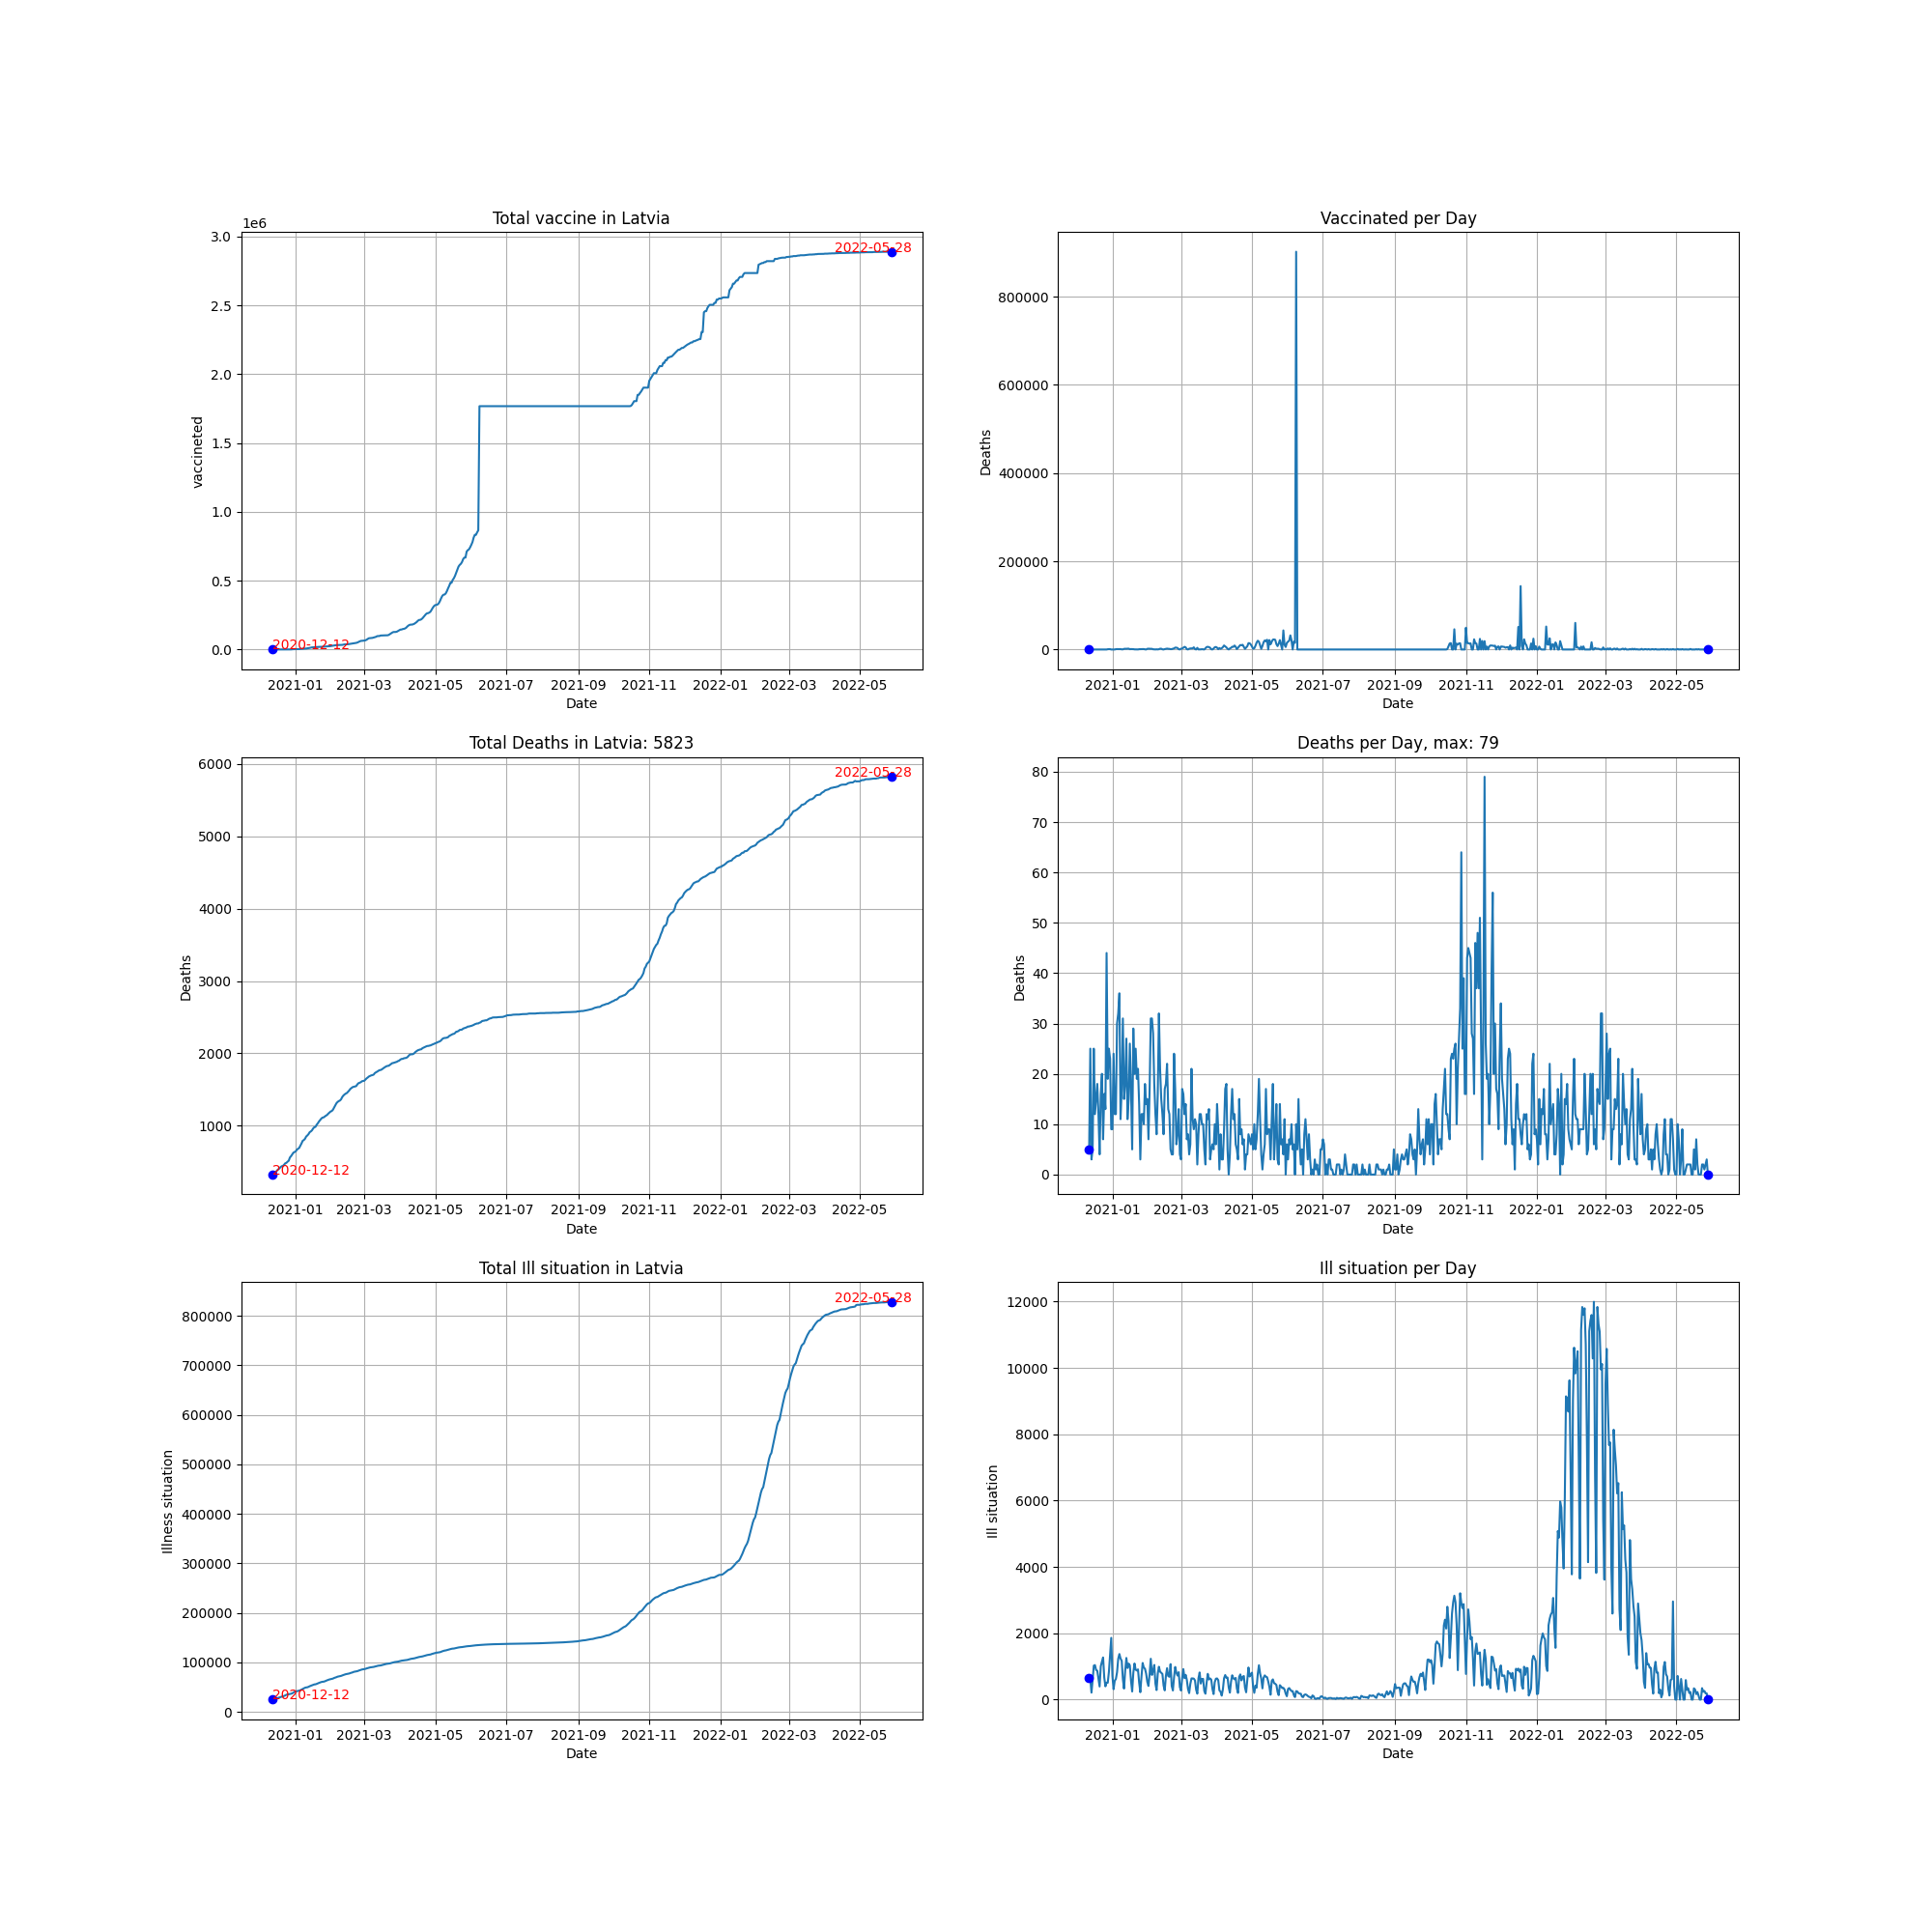 Total vaccine in Latvia
1e6
3.0
2.5
2.0
1.5
1.0
0.5
0.0
vaccineted
2020-12-12
2022-05-28
2021-01 2021-03 2021-05 2021-07 2021-09 2021-11 2022-01 2022-03 2022-05
Date
Vaccinated per Day
800000
600000
400000
200000
0
Deaths
2021-01 2021-03 2021-05 2021-07 2021-09 2021-11 2022-01 2022-03 2022-05
Date
Total Deaths in Latvia: 5823
6000
5000
4000
3000
2000
1000
Deaths
2020-12-12
2022-05-28
2021-01 2021-03 2021-05 2021-07 2021-09 2021-11 2022-01 2022-03 2022-05
Date
Deaths per Day, max: 79
80
70
60
50
40
30
20
10
0
Deaths
2021-01 2021-03 2021-05 2021-07 2021-09 2021-11 2022-01 2022-03 2022-05
Date
Total Ill situation in Latvia
800000
700000
600000
500000
400000
300000
200000
100000
0
Illness situation
2020-12-12
2022-05-28
2021-01 2021-03 2021-05 2021-07 2021-09 2021-11 2022-01 2022-03 2022-05
Date
Ill situation per Day
12000
10000
8000
6000
4000
2000
0
Ill situation
2021-01 2021-03 2021-05 2021-07 2021-09 2021-11 2022-01 2022-03 2022-05
Date